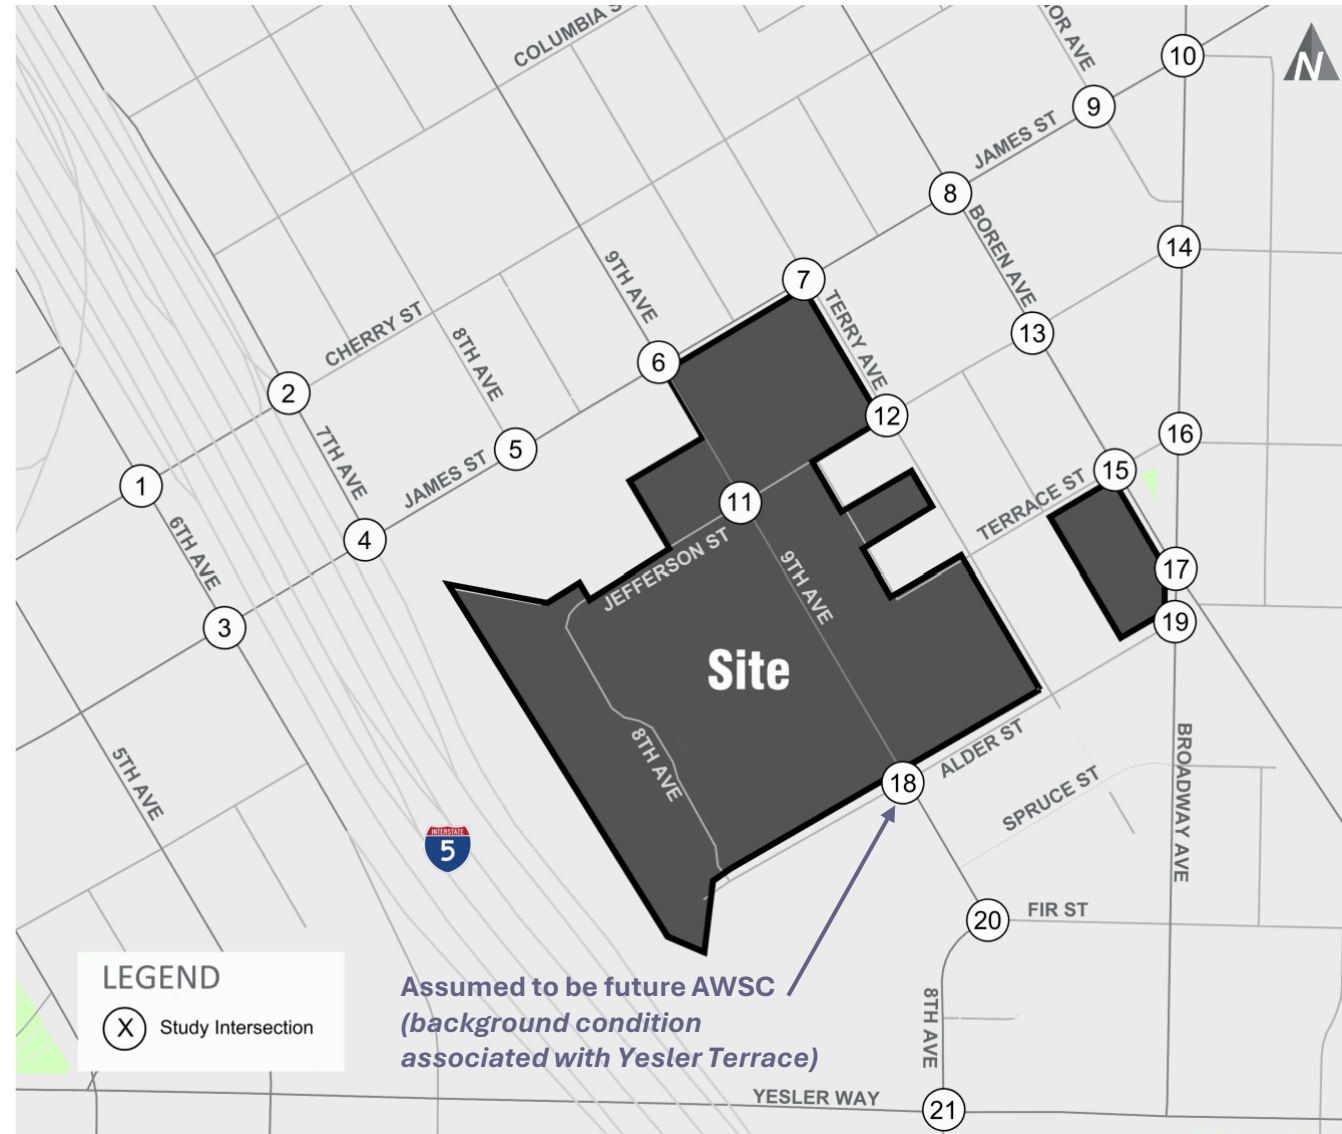 COLUMBIA S
OR AVE
10
N
9
JAMES ST
8
BOREN AVE
14
9TH AVE
7
TERRY AVE
13
CHERRY ST
8TH AVE
6
2
12
16
7TH AVE
5
JAMES ST
15
1
11
TERRACE ST
6TH AVE
4
JEFFERSON ST
9TH AVE
17
3
19
Site
8TH AVE
ALDER ST
5TH AVE
18
SPRUCE ST
BROADWAY AVE
INTERSTATE
5
20
FIR ST
LEGEND
X Study Intersection
Assumed to be future AWSC
(background condition
associated with Yesler Terrace)
8TH AVE
YESLER WAY
21